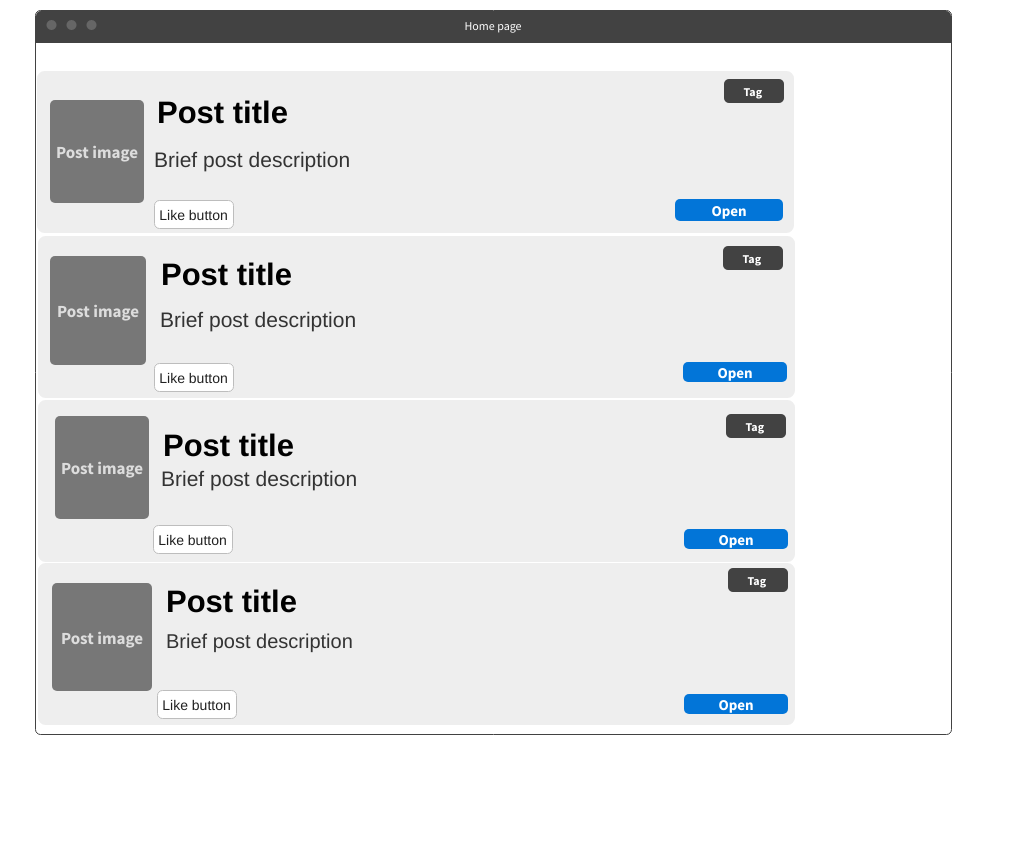 Home page
Tag
Post title
Post image
Brief post description
Like button
Open
Tag
Post title
Post image
Brief post description
Like button
Open
Tag
Post title
Post image
Brief post description
Like button
Open
Tag
Post title
Post image
Brief post description
Like button
Open